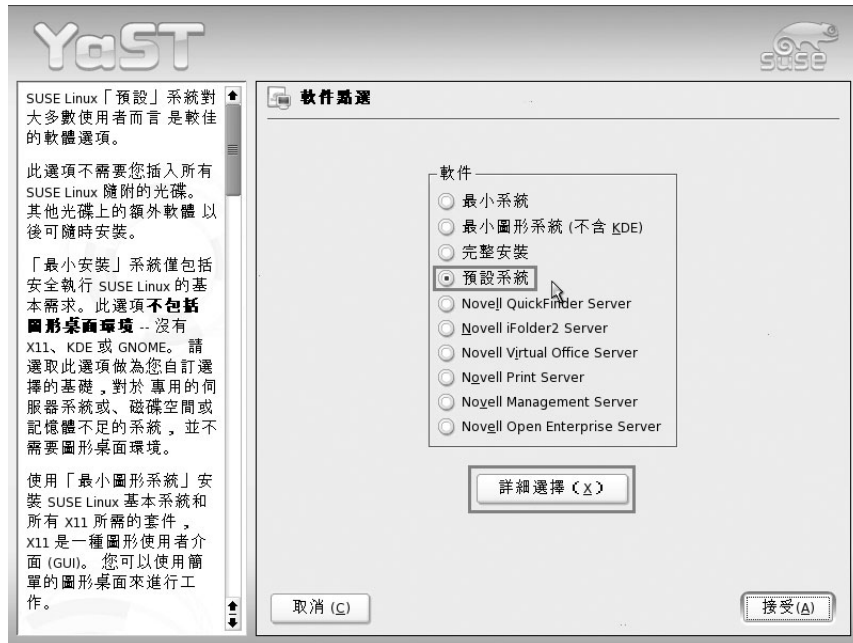 YaST
SUSE
SUSE Linux「預設」系統對
大多數使用者而言 是較佳
的軟體選項。
此選項不需要您插入所有
SUSE Linux 隨附的光碟。
其他光碟上的額外軟體 以
後可隨時安裝。
「最小安裝」系統僅包括
安全執行 SUSE Linux 的基
本需求。此選項不包括
圖形桌面環境 -- 沒有
X11、KDE 或 GNOME。 請
選取此選項做為您自訂選
擇的基礎，對於 專用的伺
服器系統或、磁碟空間或
記憶體不足的系統，並不
需要圖形桌面環境。
使用「最小圖形系統」安
裝 SUSE Linux 基本系統和
所有 X11 所需的套件，
X11 是一種圖形使用者介
面 (GUI)。 您可以使用簡
單的圖形桌面來進行工
作。
軟件點選
軟件
最小系統
最小圖形系統 (不含 KDE)
完整安裝
預設系統
Novell QuickFinder Server
Novell iFolder2 Server
Novell Virtual Office Server
Novell Print Server
Novell Management Server
Novell Open Enterprise Server
詳細選擇 (X)
取消 (C)
接受(A)